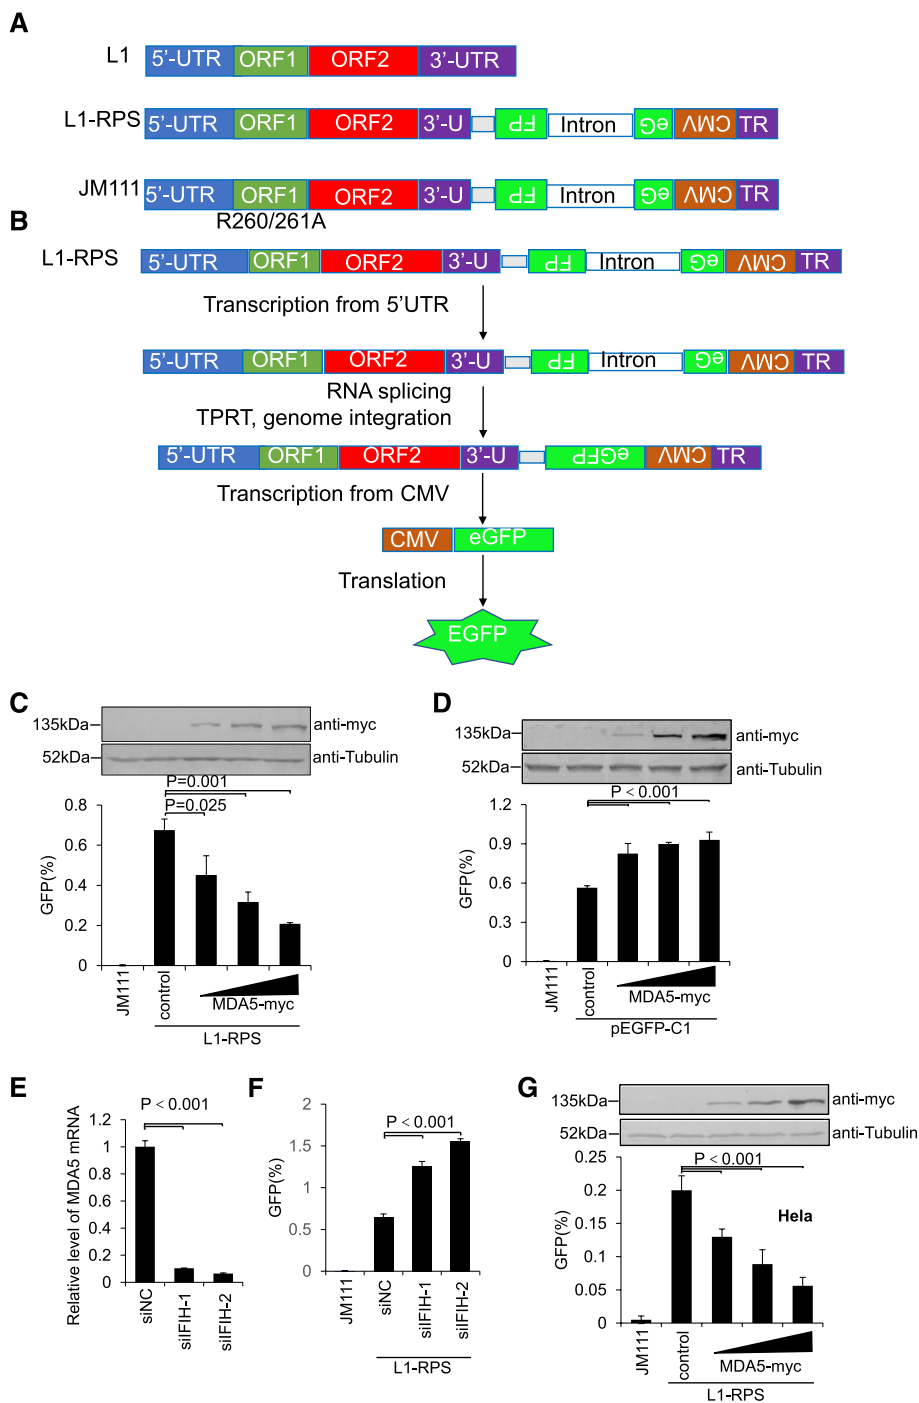 A
L1
5'-UTR ORF1 ORF2 3'-UTR
L1-RPS
5'-UTR ORF1 ORF2 3'-U FP Intron eG CMV TR
JM111
5'-UTR ORF1 ORF2 3'-U FP Intron eG CMV TR
R260/261A
B
L1-RPS
5'-UTR ORF1 ORF2 3'-U FP Intron eG CMV TR
Transcription from 5'UTR
5'-UTR ORF1 ORF2 3'-U FP Intron eG CMV TR
RNA splicing
TPRT, genome integration
5'-UTR ORF1 ORF2 3'-U eGFP CMV TR
Transcription from CMV
CMV eGFP
Translation
EGFP
C
135kDa anti-myc
52kDa anti-Tubulin
P=0.001
P=0.025
GFP(%)
0.8
0.6
0.4
0.2
0
JM111
control
MDA5-myc
L1-RPS
D
135kDa anti-myc
52kDa anti-Tubulin
P < 0.001
GFP(%)
1.2
0.9
0.6
0.3
0
JM111
control
MDA5-myc
pEGFP-C1
E
P < 0.001
Relative level of MDA5 mRNA
1.2
1
0.8
0.6
0.4
0.2
0
siNC
siIFIH-1
siIFIH-2
F
P < 0.001
GFP(%)
2
1.5
1
0.5
0
JM111
siNC
siIFIH-1
siIFIH-2
L1-RPS
G
135kDa anti-myc
52kDa anti-Tubulin
P < 0.001
Hela
GFP(%)
0.25
0.2
0.15
0.1
0.05
0
JM111
control
MDA5-myc
L1-RPS